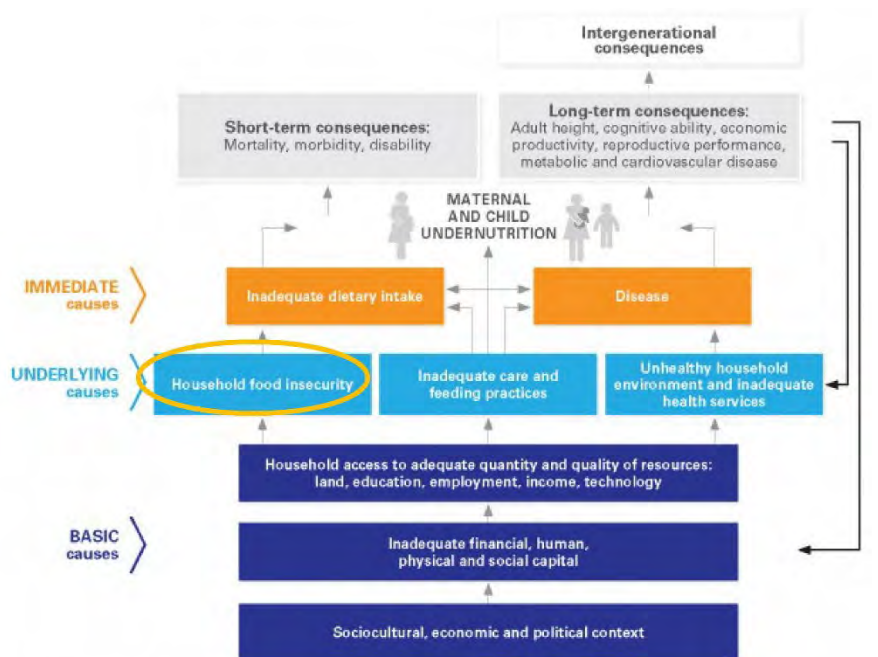 Intergenerational
consequences
Short-term consequences:
Mortality, morbidity, disability
Long-term consequences:
Adult height, cognitive ability, economic
productivity, reproductive performance,
metabolic and cardiovascular disease
MATERNAL
AND CHILD
UNDERNUTRITION
IMMEDIATE
causes
Inadequate dietary intake
Disease
UNDERLYING
causes
Household food insecurity
Inadequate care and
feeding practices
Unhealthy household
environment and inadequate
health services
Household access to adequate quantity and quality of resources:
land, education, employment, income, technology
BASIC
causes
Inadequate financial, human,
physical and social capital
Sociocultural, economic and political context